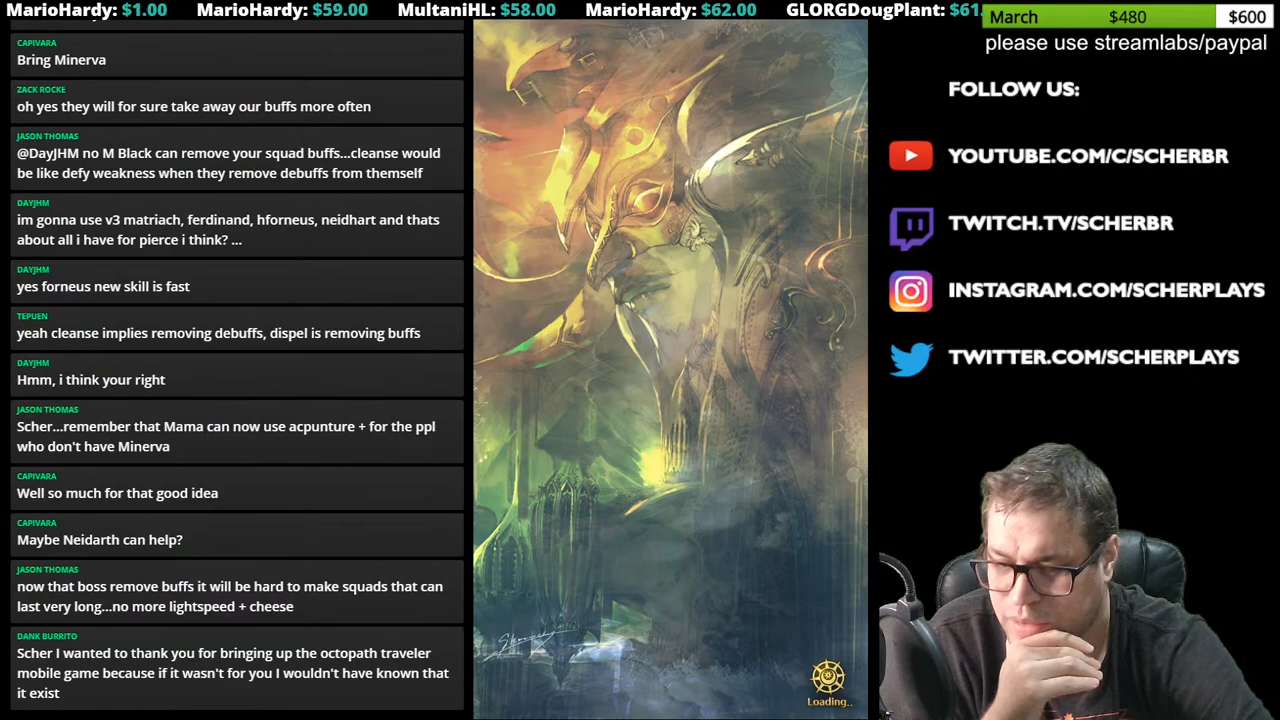 MarioHardy: $1.00 MarioHardy: $59.00 MultaniHL: $58.00 MarioHardy: $62.00 GLORGDougPlant: $61.
March $480 $600
please use streamlabs/paypal
CAPIVARA
Bring Minerva
ZACK ROCKE
oh yes they will for sure take away our buffs more often
JASON THOMAS
@DayJHM no M Black can remove your squad buffs...cleanse would
be like defy weakness when they remove debuffs from themself
DAYJHM
im gonna use v3 matriach, ferdinand, hforneus, neidhart and thats
about all i have for pierce i think? ...
DAYJHM
yes forneus new skill is fast
TEPUEN
yeah cleanse implies removing debuffs, dispel is removing buffs
DAYJHM
Hmm, i think your right
JASON THOMAS
Scher...remember that Mama can now use acpunture + for the ppl
who don't have Minerva
CAPIVARA
Well so much for that good idea
CAPIVARA
Maybe Neidarth can help?
JASON THOMAS
now that boss remove buffs it will be hard to make squads that can
last very long...no more lightspeed + cheese
DANK BURRITO
Scher I wanted to thank you for bringing up the octopath traveler
mobile game because if it wasn't for you I wouldn't have known that
it exist
Loading..
FOLLOW US:
YOUTUBE.COM/C/SCHERBR
TWITCH.TV/SCHERBR
INSTAGRAM.COM/SCHERPLAYS
TWITTER.COM/SCHERPLAYS